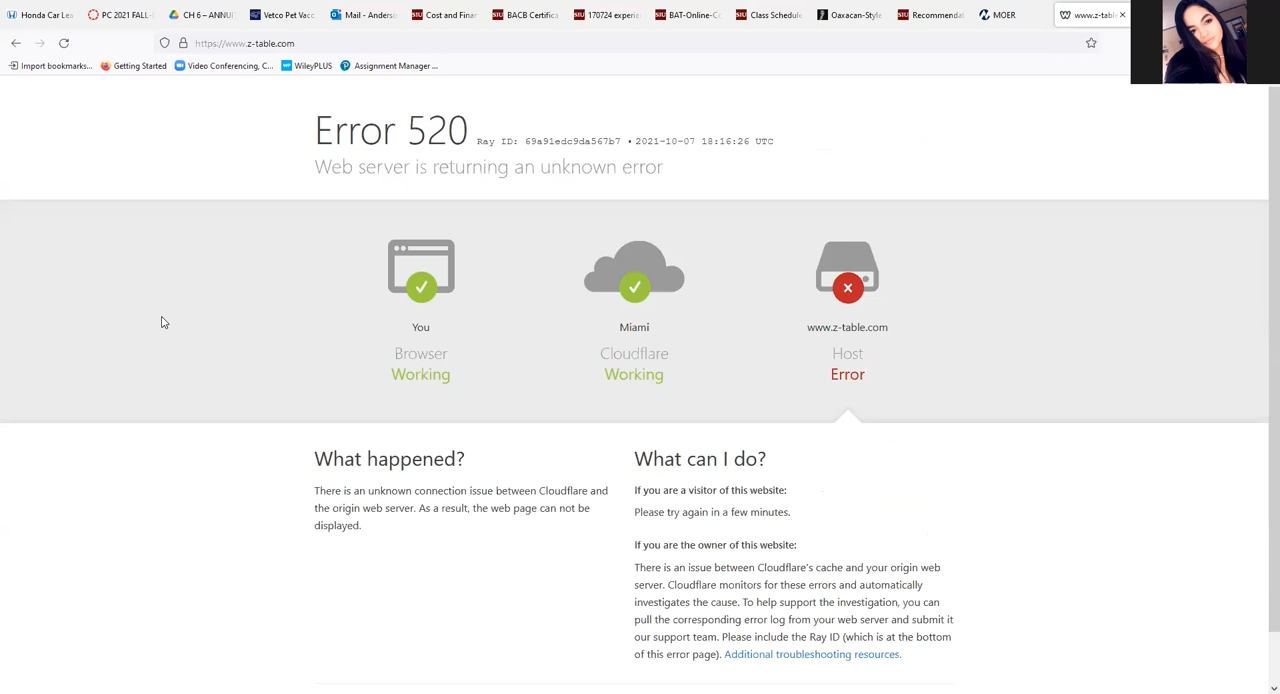 Honda Car Lea
PC 2021 FALL-
CH 6 – ANNUI
Vetco Pet Vacc
Mail - Anders
Cost and Finan
BACB Certifica
170724 experie
BAT-Online-Co
Class Schedule
Oaxacan-Style
Recommendat
MOER
www.z-table
https://www.z-table.com
Import bookmarks...
Getting Started
Video Conferencing, C...
WileyPLUS
Assignment Manager ...
Error 520 Ray ID: 69a91edc9da567b7 • 2021-10-07 18:16:26 UTC
Web server is returning an unknown error
You
Browser
Working
Miami
Cloudflare
Working
www.z-table.com
Host
Error
What happened?
There is an unknown connection issue between Cloudflare and
the origin web server. As a result, the web page can not be
displayed.
What can I do?
If you are a visitor of this website:
Please try again in a few minutes.
If you are the owner of this website:
There is an issue between Cloudflare's cache and your origin web
server. Cloudflare monitors for these errors and automatically
investigates the cause. To help support the investigation, you can
pull the corresponding error log from your web server and submit it
our support team. Please include the Ray ID (which is at the bottom
of this error page). Additional troubleshooting resources.